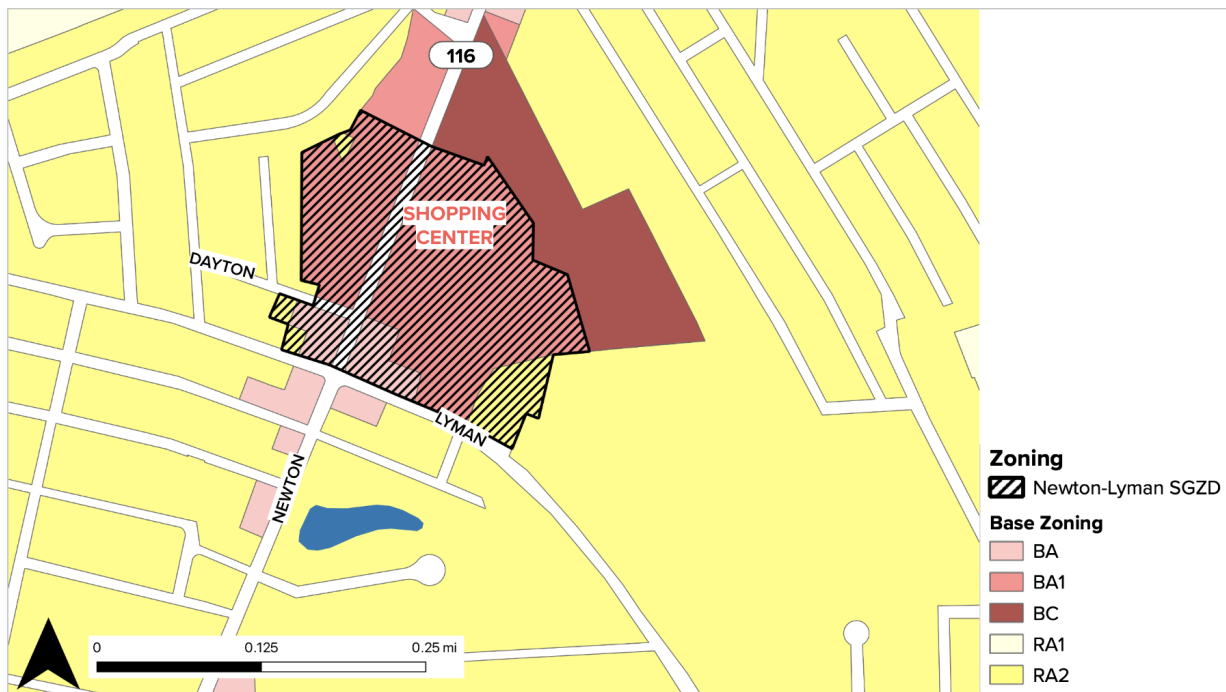 116
SHOPPING
CENTER
DAYTON
LYMAN
NEWTON
Zoning
Newton-Lyman SGZD
Base Zoning
BA
BA1
BC
RA1
RA2
0 0.125 0.25 mi